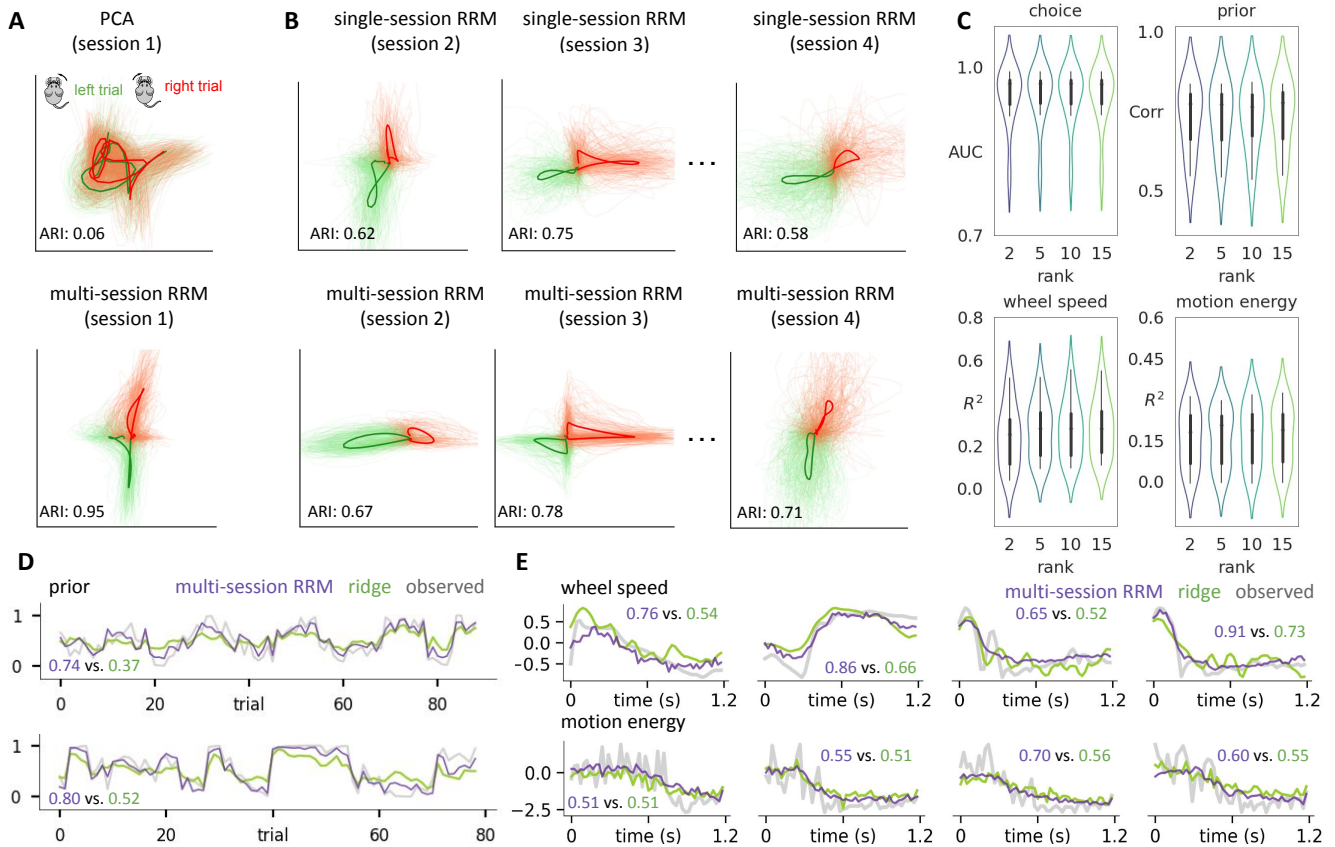 A
PCA
(session 1)
left trial
right trial
ARI: 0.06
multi-session RRM
(session 1)
ARI: 0.95
B
single-session RRM
(session 2)
ARI: 0.62
single-session RRM
(session 3)
ARI: 0.75
...
single-session RRM
(session 4)
ARI: 0.58
multi-session RRM
(session 2)
ARI: 0.67
multi-session RRM
(session 3)
ARI: 0.78
...
multi-session RRM
(session 4)
ARI: 0.71
C
choice
1.0
AUC
0.7
2 5 10 15
rank
prior
1.0
Corr
0.5
2 5 10 15
rank
wheel speed
0.8
0.6
R²
0.2
0.0
2 5 10 15
rank
motion energy
0.6
0.45
R²
0.15
0.0
2 5 10 15
rank
D
prior multi-session RRM ridge observed
1
0
0.74 vs. 0.37
0 20 trial 60 80
1
0
0.80 vs. 0.52
0 20 trial 60 80
E
wheel speed
multi-session RRM ridge observed
0.5
0.0
−0.5
0.76 vs. 0.54
0 time (s) 1.2
0.86 vs. 0.66
0 time (s) 1.2
0.65 vs. 0.52
0 time (s) 1.2
0.91 vs. 0.73
0 time (s) 1.2
motion energy
0.0
−2.5
0.51 vs. 0.51
0 time (s) 1.2
0.55 vs. 0.51
0 time (s) 1.2
0.70 vs. 0.56
0 time (s) 1.2
0.60 vs. 0.55
0 time (s) 1.2